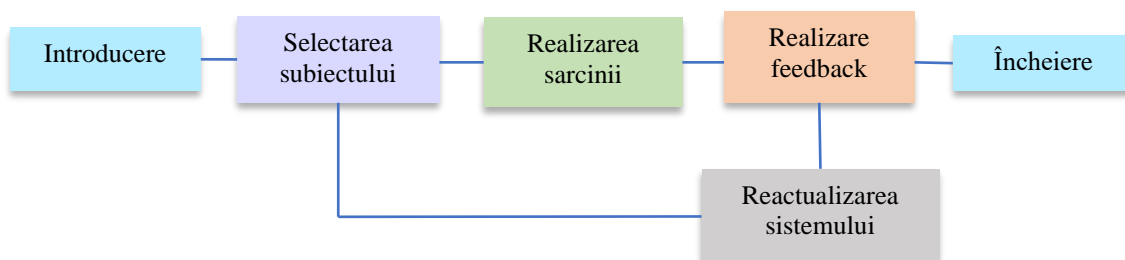 Introducere
Selectarea
subiectului
Realizarea
sarcinii
Realizare
feedback
Încheiere
Reactualizarea
sistemului